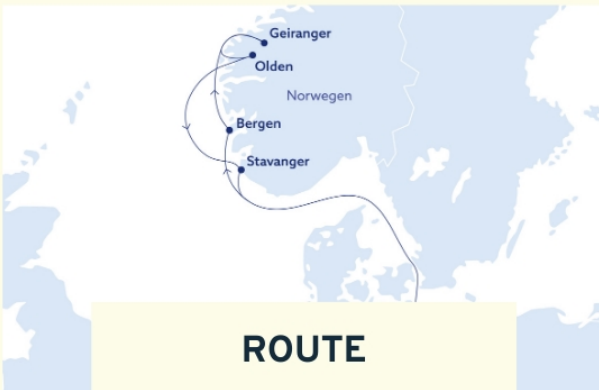 Geiranger
Olden
Norwegen
Bergen
Stavanger
ROUTE